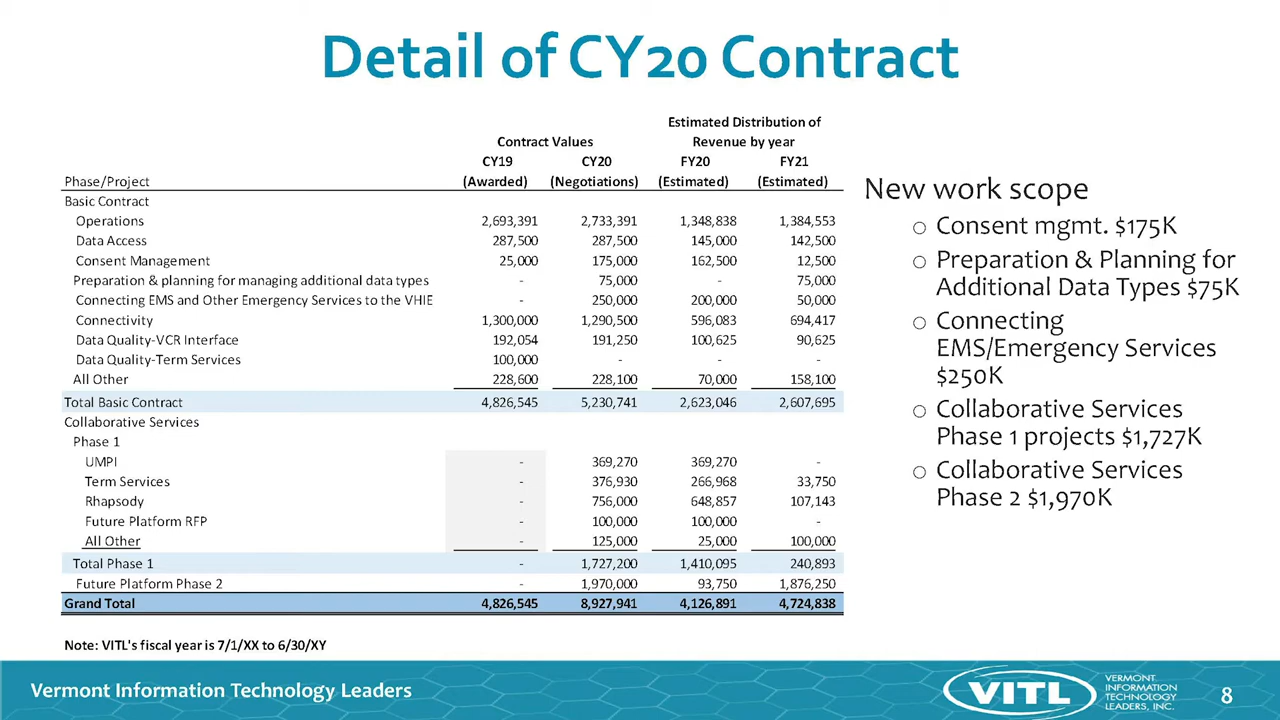 Detail of CY20 Contract
Estimated Distribution of
Contract Values Revenue by year
CY19 CY20 FY20 FY21
Phase/Project (Awarded) (Negotiations) (Estimated) (Estimated)
Basic Contract
Operations 2,693,391 2,733,391 1,348,838 1,384,553
Data Access 287,500 287,500 145,000 142,500
Consent Management 25,000 175,000 162,500 12,500
Preparation & planning for managing additional data types - 75,000 - 75,000
Connecting EMS and Other Emergency Services to the VHIE - 250,000 200,000 50,000
Connectivity 1,300,000 1,290,500 596,083 694,417
Data Quality-VCR Interface 192,054 191,250 100,625 90,625
Data Quality-Term Services 100,000 - - -
All Other 228,600 228,100 70,000 158,100
Total Basic Contract 4,826,545 5,230,741 2,623,046 2,607,695
Collaborative Services
Phase 1
UMPI - 369,270 369,270 -
Term Services - 376,930 266,968 33,750
Rhapsody - 756,000 648,857 107,143
Future Platform RFP - 100,000 100,000 -
All Other - 125,000 25,000 100,000
Total Phase 1 - 1,727,200 1,410,095 240,893
Future Platform Phase 2 - 1,970,000 93,750 1,876,250
Grand Total 4,826,545 8,927,941 4,126,891 4,724,838
Note: VITL's fiscal year is 7/1/XX to 6/30/XY
New work scope
o Consent mgmt. $175K
o Preparation & Planning for
Additional Data Types $75K
o Connecting
EMS/Emergency Services
$250K
o Collaborative Services
Phase 1 projects $1,727K
o Collaborative Services
Phase 2 $1,970K
Vermont Information Technology Leaders
VITL
VERMONT
INFORMATION
TECHNOLOGY
LEADERS, INC.
8